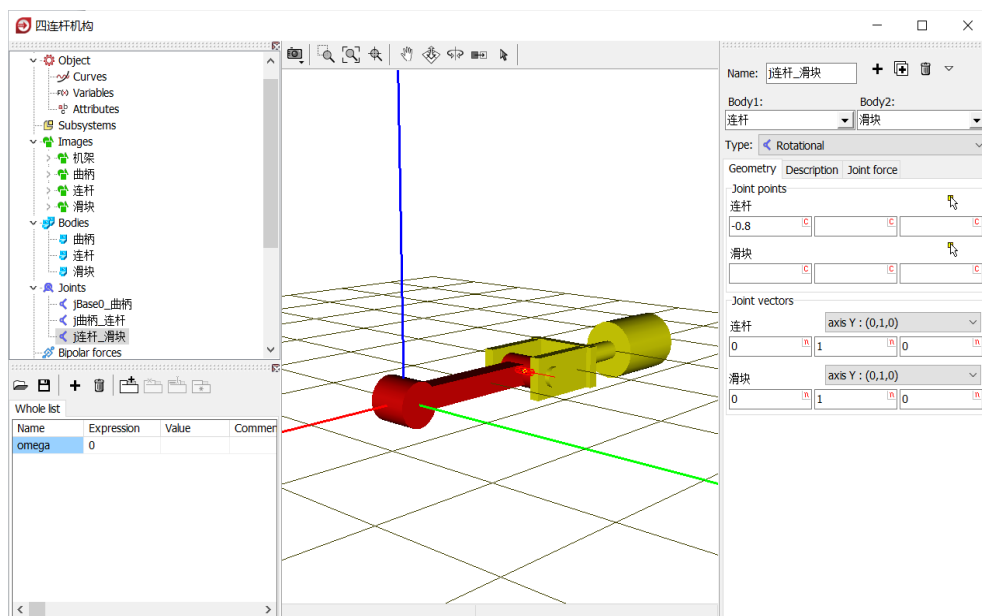 四连杆机构
Object
Curves
Variables
Attributes
Subsystems
Images
机架
曲柄
连杆
滑块
Bodies
曲柄
连杆
滑块
Joints
jBase0_曲柄
j曲柄_连杆
j连杆_滑块
Bipolar forces
Whole list
Name Expression Value Commen
omega 0
Name: j连杆_滑块
Body1: Body2:
连杆 滑块
Type: Rotational
Geometry Description Joint force
Joint points
连杆
-0.8 C C C
滑块
C C C
Joint vectors
连杆 axis Y : (0,1,0)
0 n 1 n 0 n
滑块 axis Y : (0,1,0)
0 n 1 n 0 n